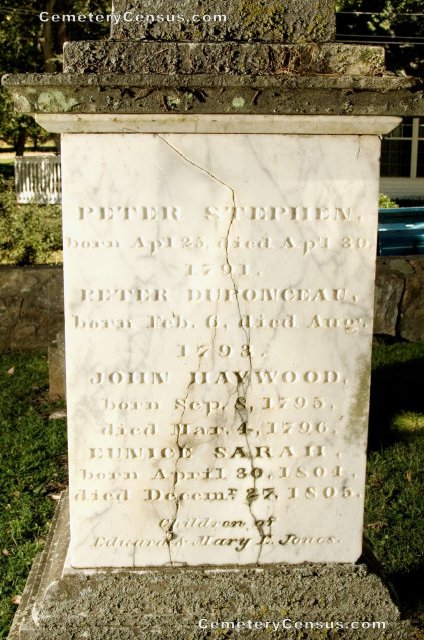 CemeteryCensus.com
PETER STEPHEN,
born Ap'l 25, died Ap'l 30,
1791.
PETER DUPONCEAU,
born Feb. 6, died Aug.
1793.
JOHN HAYWOOD,
born Sep. 8, 1795,
died Mar. 4, 1796.
EUNICE SARAH,
born April 30, 1804,
died Decemr. 27, 1805.
Children of
Edward & Mary E. Jones.
CemeteryCensus.com